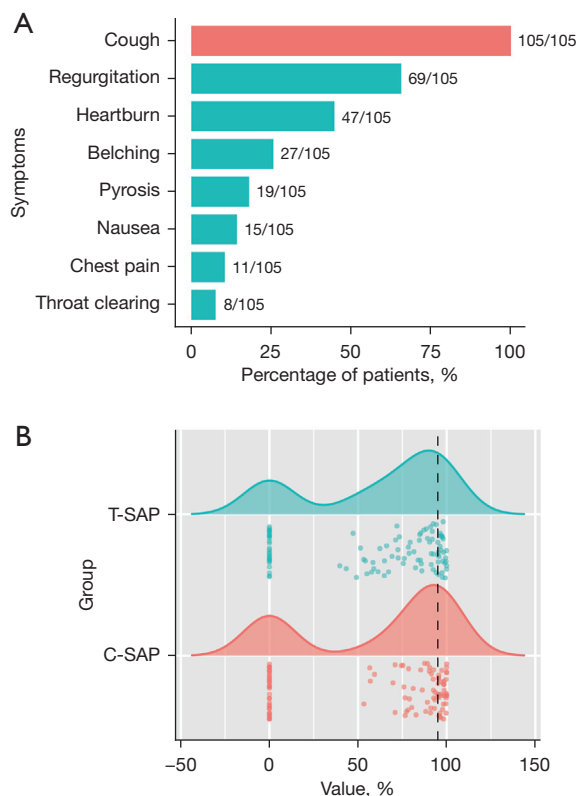 A
Symptoms
Cough 105/105
Regurgitation 69/105
Heartburn 47/105
Belching 27/105
Pyrosis 19/105
Nausea 15/105
Chest pain 11/105
Throat clearing 8/105
0 25 50 75 100
Percentage of patients, %
B
Group
T-SAP
C-SAP
−50 0 50 100 150
Value, %